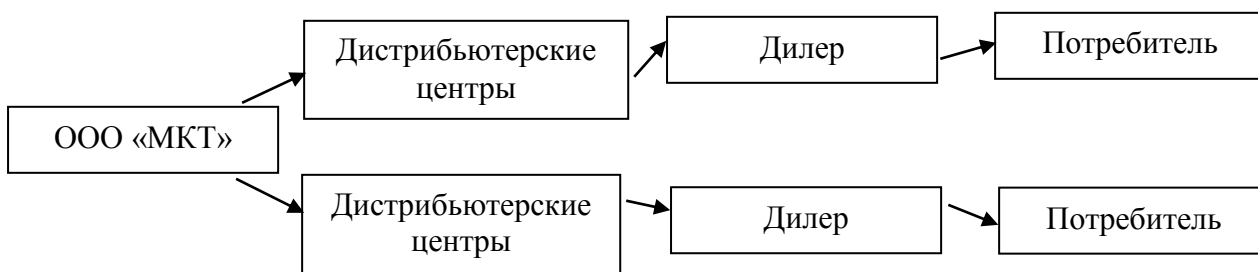 Дистрибьютерские
центры
Дилер
Потребитель
ООО «МКТ»
Дистрибьютерские
центры
Дилер
Потребитель